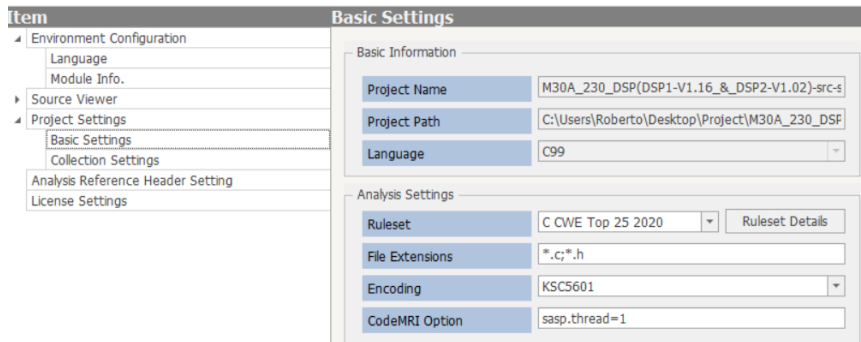 Item
Environment Configuration
Language
Module Info.
Source Viewer
Project Settings
Basic Settings
Collection Settings
Analysis Reference Header Setting
License Settings
Basic Settings
Basic Information
Project Name M30A_230_DSP(DSP1-V1.16_&_DSP2-V1.02)-src-s
Project Path C:\Users\Roberto\Desktop\Project\M30A_230_DSP
Language C99
Analysis Settings
Ruleset C CWE Top 25 2020 Ruleset Details
File Extensions *.c;*.h
Encoding KSC5601
CodeMRI Option sasp.thread=1